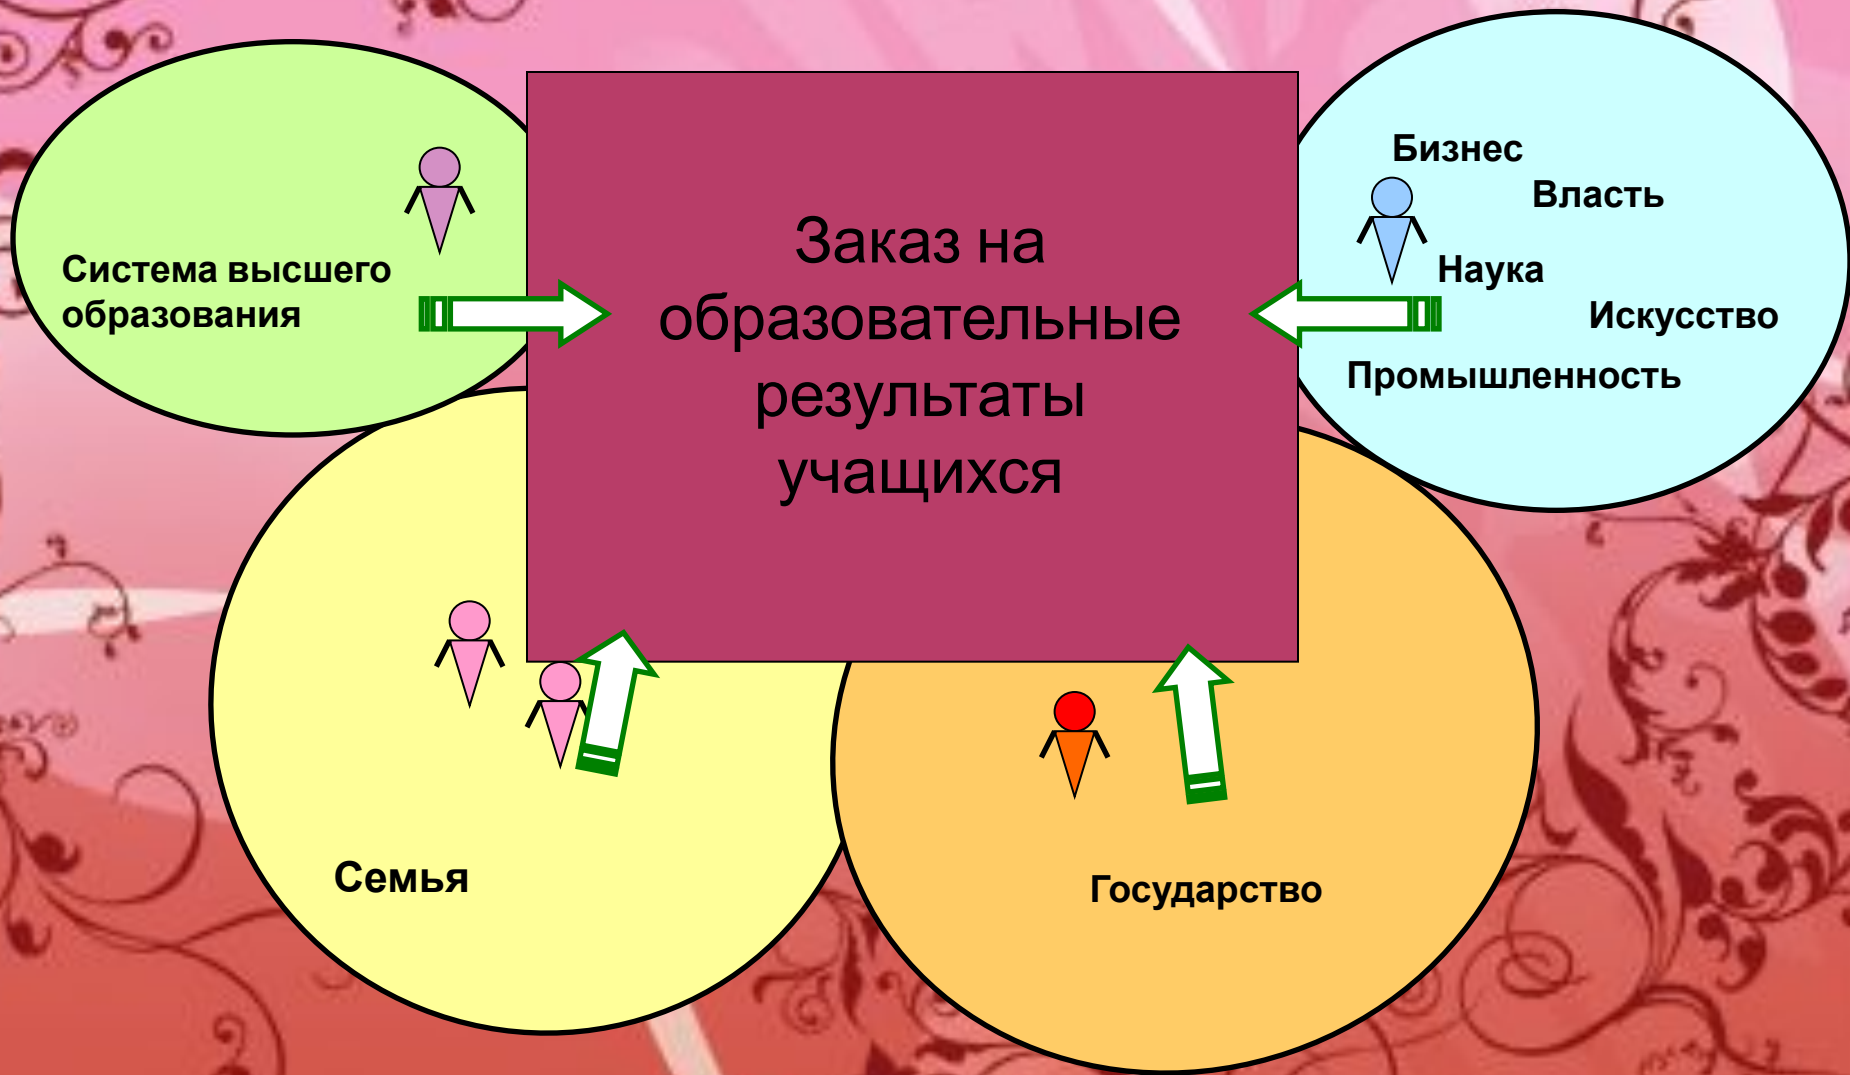 Система высшего
образования
Заказ на
образовательные
результаты
учащихся
Бизнес
Власть
Наука
Искусство
Промышленность
Семья
Государство